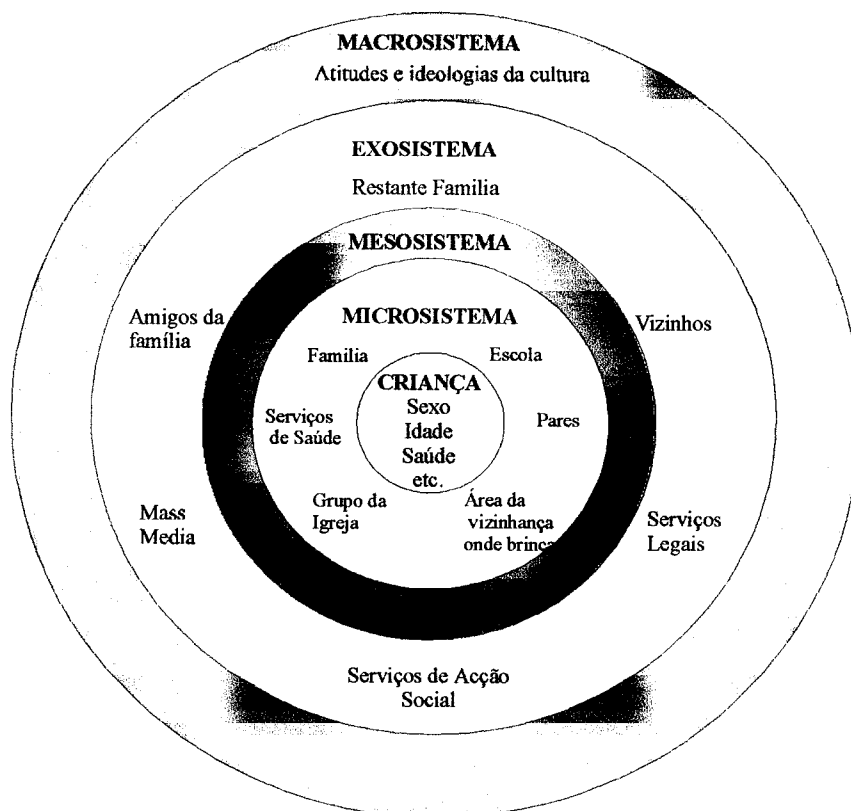 MACROSISTEMA
Atitudes e ideologias da cultura
EXOSISTEMA
Restante Familia
MESOSISTEMA
Amigos da
família
MICROSISTEMA
Vizinhos
Familia
Escola
CRIANÇA
Sexo
Idade
Saúde
etc.
Serviços
de Saúde
Pares
Grupo da
Igreja
Área da
vizinhança
onde brinca
Mass
Media
Serviços
Legais
Serviços de Acção
Social